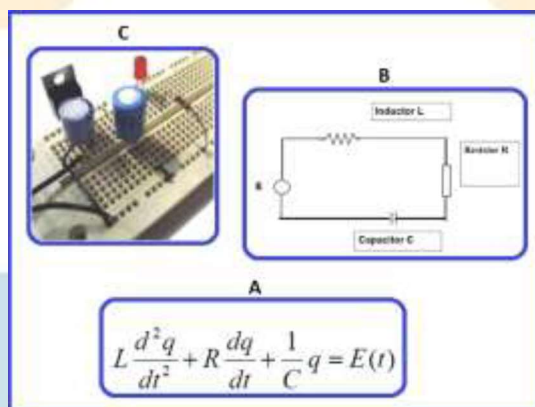 C
B
Inductor L
Resistor R
E
Capacitor C
A
L d²q/dt² + R dq/dt + 1/C q = E(t)